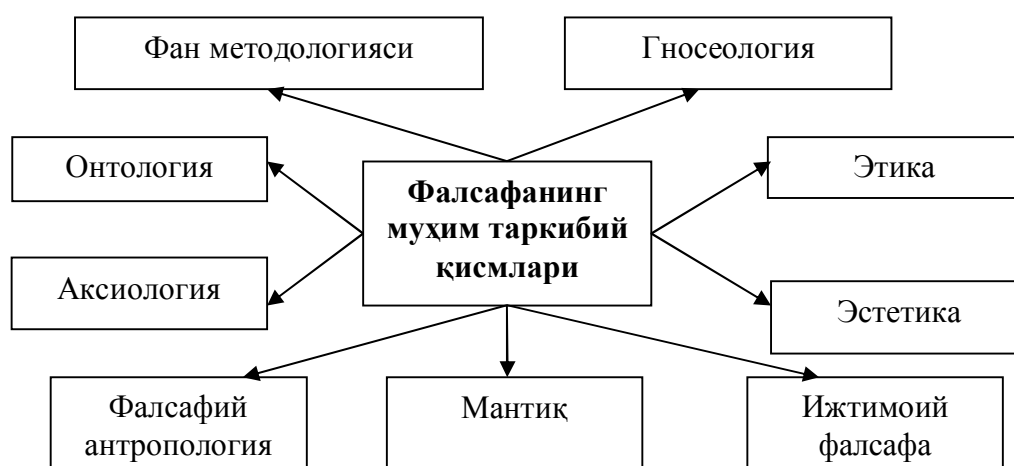 Фан методологияси
Гносеология
Онтология
Фалсафанинг
муҳим таркибий
қисмлари
Этика
Аксиология
Эстетика
Фалсафий
антропология
Мантиқ
Ижтимоий
фалсафа